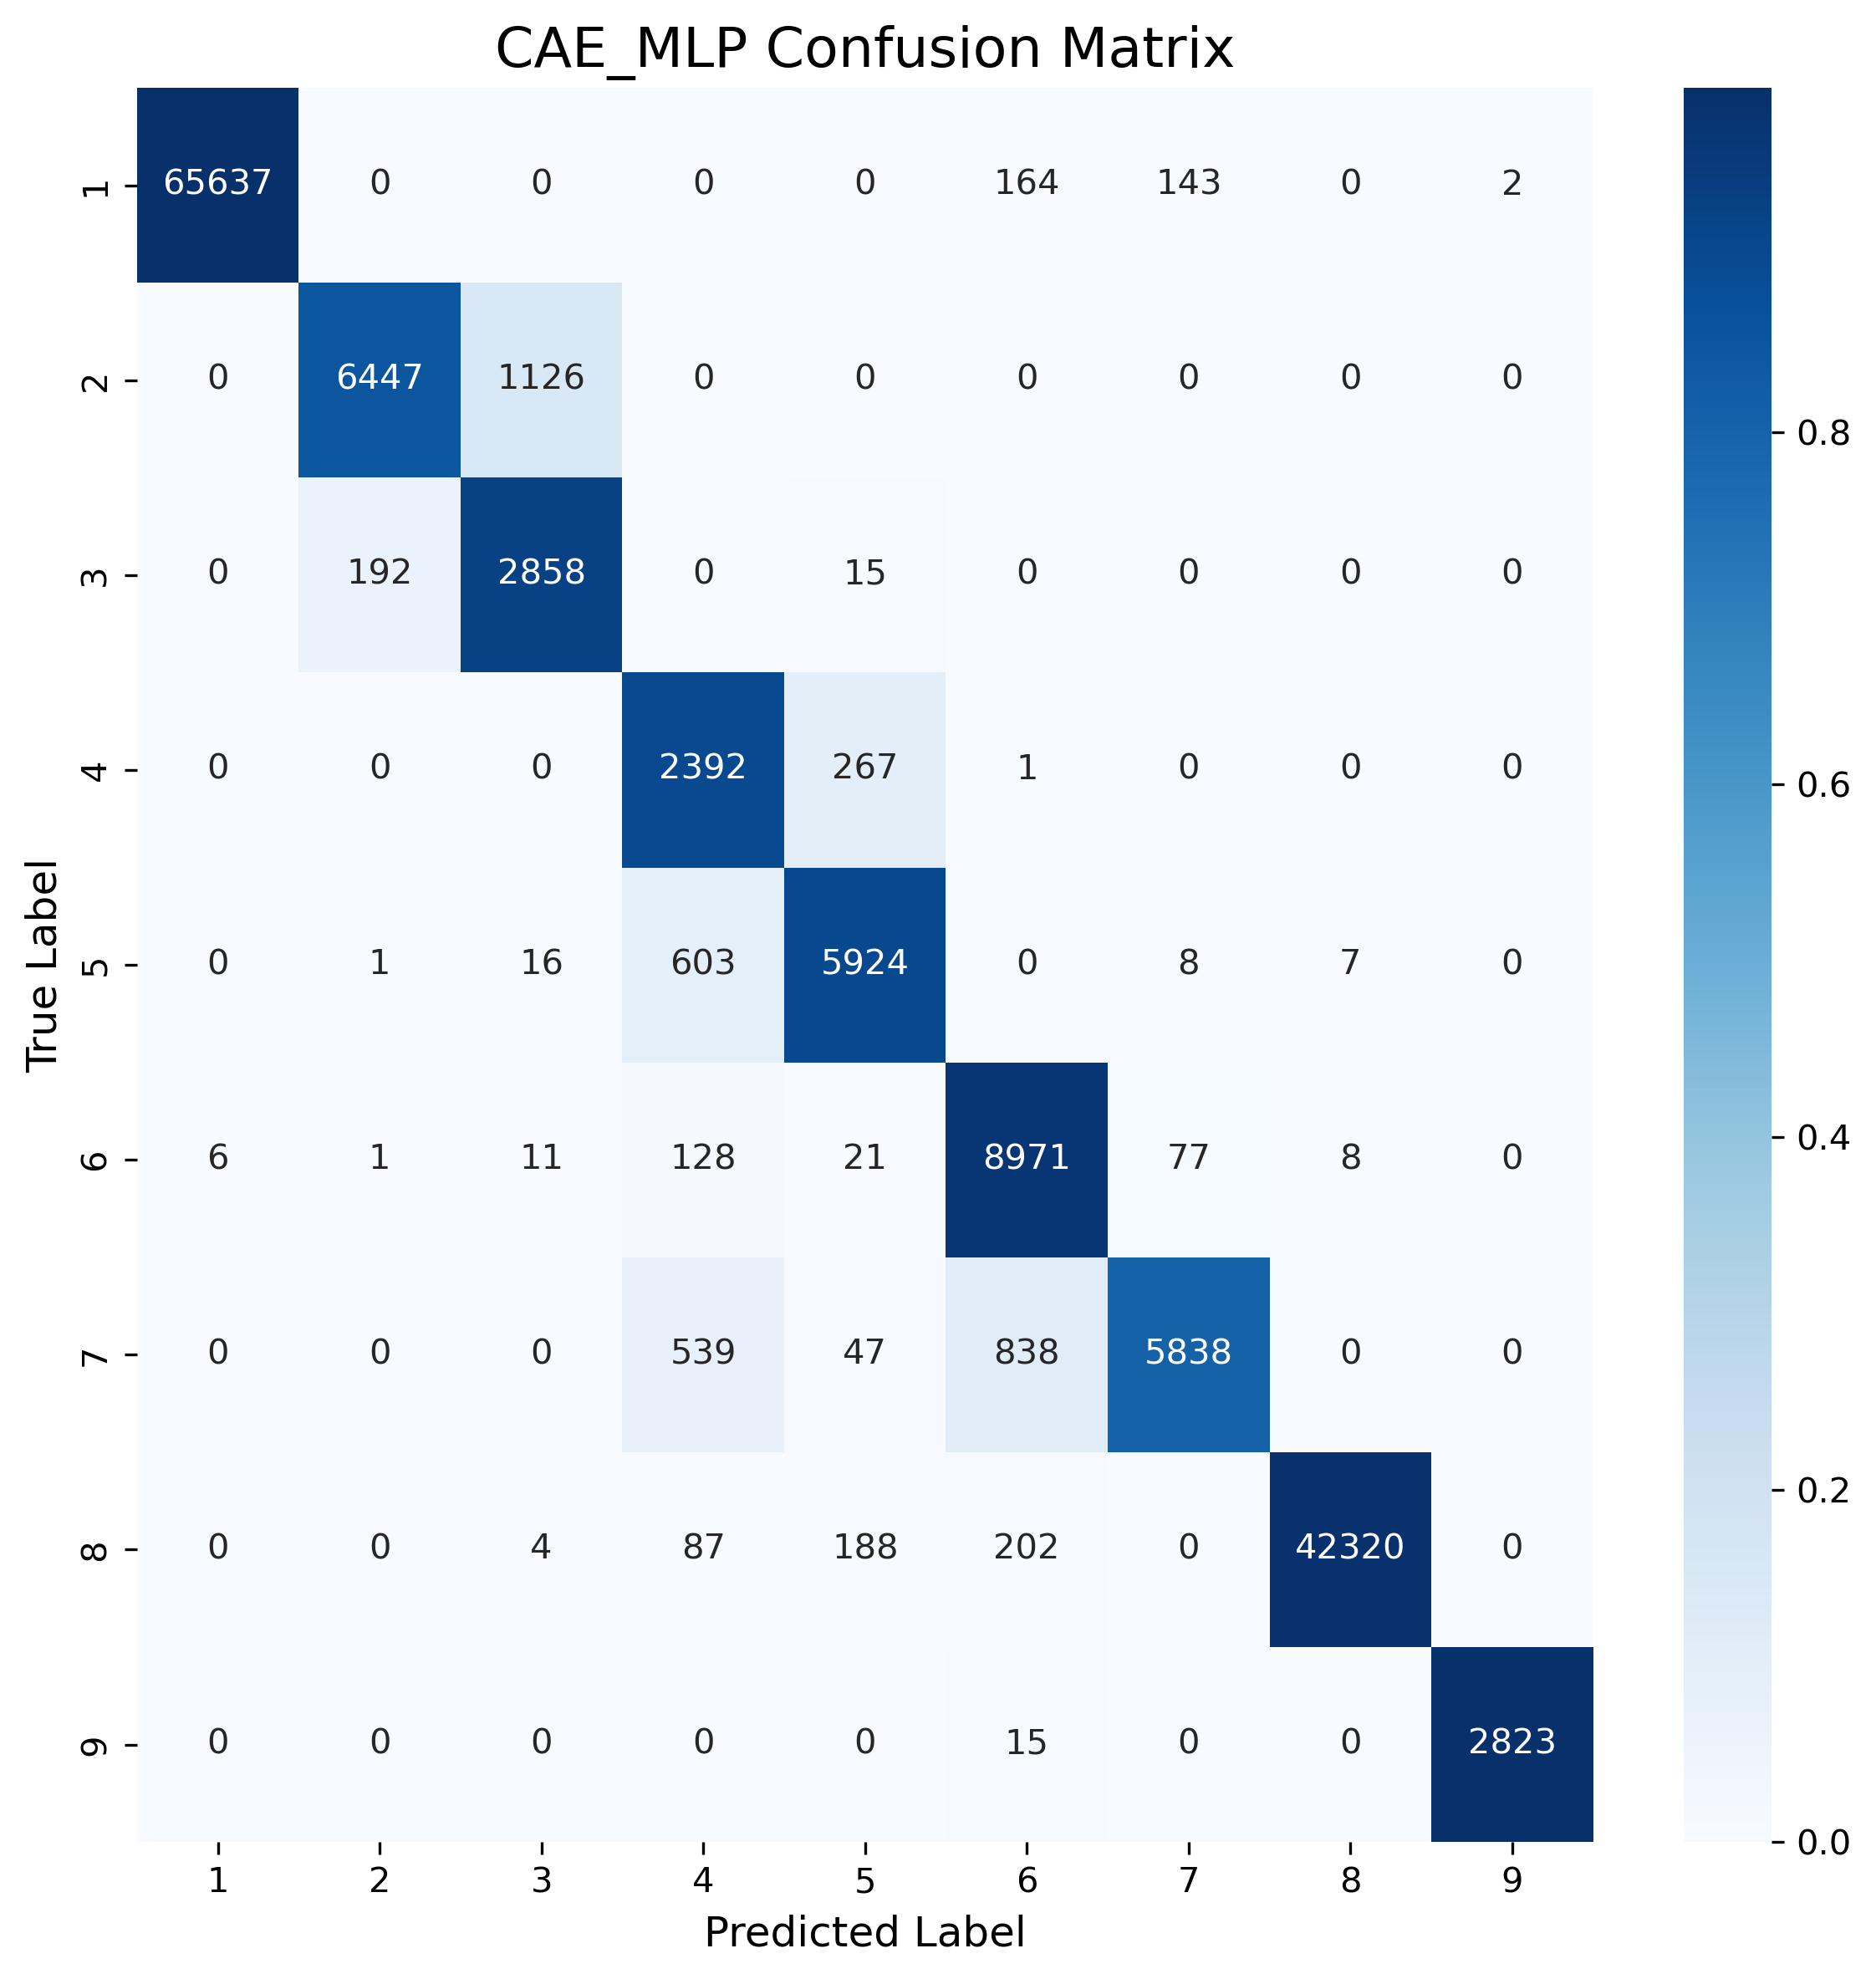 CAE_MLP Confusion Matrix
1 65637 0 0 0 0 164 143 0 2
2 0 6447 1126 0 0 0 0 0 0
3 0 192 2858 0 15 0 0 0 0
4 0 0 0 2392 267 1 0 0 0
5 0 1 16 603 5924 0 8 7 0
6 6 1 11 128 21 8971 77 8 0
7 0 0 0 539 47 838 5838 0 0
8 0 0 4 87 188 202 0 42320 0
9 0 0 0 0 0 15 0 0 2823
1 2 3 4 5 6 7 8 9
Predicted Label
True Label
0.8
0.6
0.4
0.2
0.0